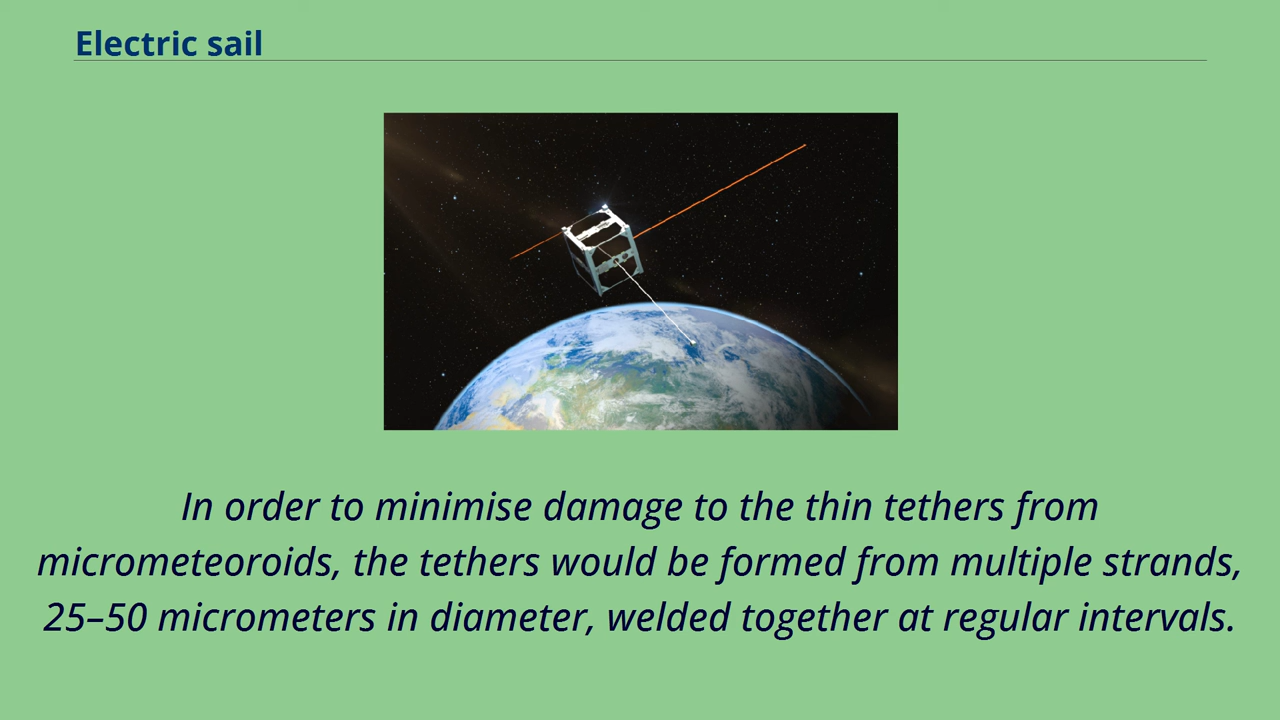 Electric sail
In order to minimise damage to the thin tethers from
micrometeoroids, the tethers would be formed from multiple strands,
25–50 micrometers in diameter, welded together at regular intervals.